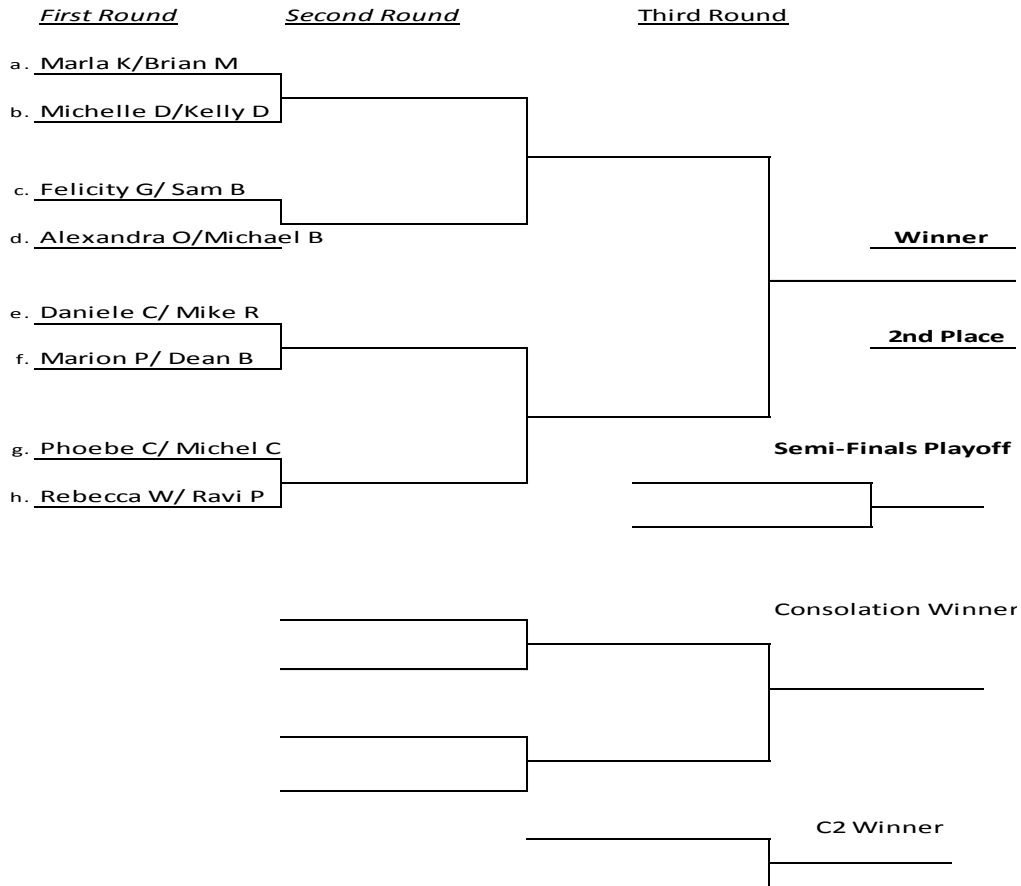 First Round Second Round Third Round
a. Marla K/Brian M
b. Michelle D/Kelly D
c. Felicity G/ Sam B
d. Alexandra O/Michael B
Winner
e. Daniele C/ Mike R
2nd Place
f. Marion P/ Dean B
g. Phoebe C/ Michel C
Semi-Finals Playoff
h. Rebecca W/ Ravi P
Consolation Winner
C2 Winner